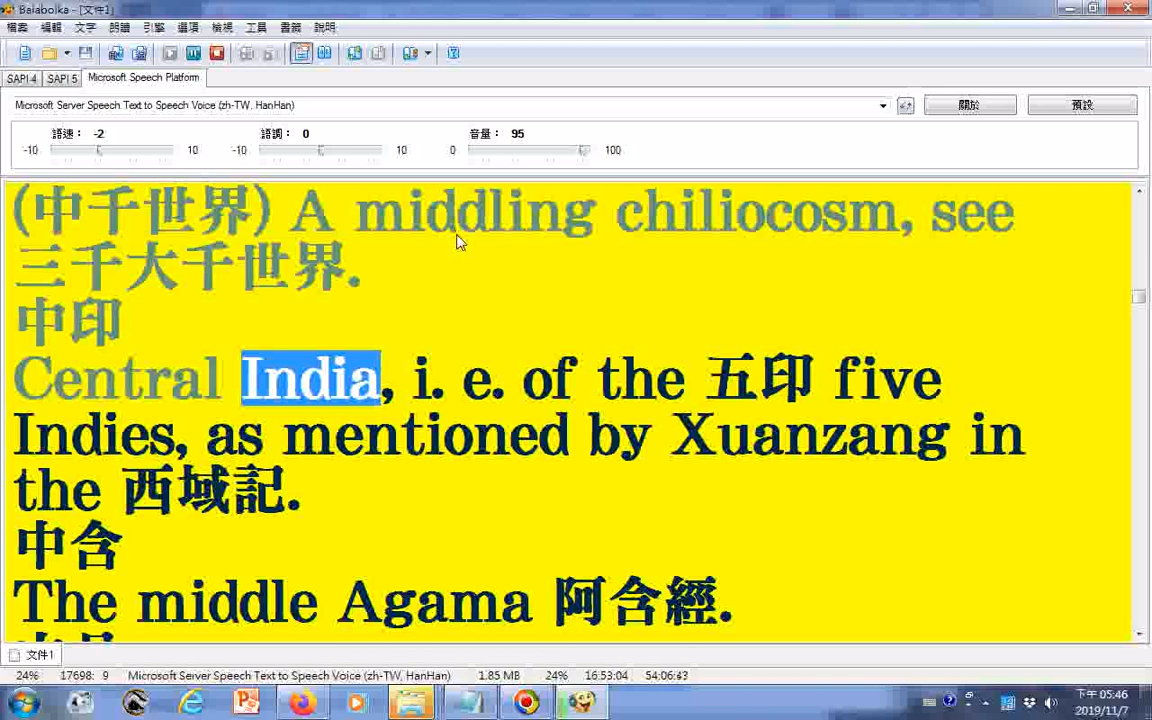 Balabolka - [文件1]
檔案 編輯 文字 朗讀 引擎 選項 檢視 工具 書籤 說明
SAPI 4 SAPI 5 Microsoft Speech Platform
Microsoft Server Speech Text to Speech Voice (zh-TW, HanHan) 關於 預設
語速： -2 語調： 0 音量： 95
-10 10 -10 10 0 100
(中千世界) A middling chiliocosm, see
三千大千世界.
中印
Central India, i. e. of the 五印 five
Indies, as mentioned by Xuanzang in
the 西域記.
中含
The middle Agama 阿含經.
文件1
24% 17698: 9 Microsoft Server Speech Text to Speech Voice (zh-TW, HanHan) 1.85 MB 24% 16:53:04 54:06:43
下午 05:46
2019/11/7